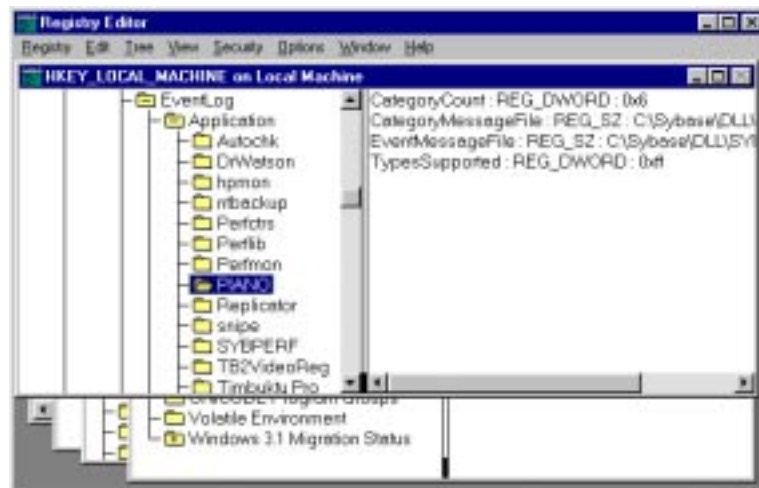 Registry Editor
Registry Edit Tree View Security Options Window Help
HKEY_LOCAL_MACHINE on Local Machine
EventLog
Application
Autochk
DrWatson
hpmon
ntbackup
Perfctrs
Perflib
Perfmon
PIANO
Replicator
snipe
SYBPERF
TB2VideoReg
Timbuktu Pro
CategoryCount : REG_DWORD : 0x6
CategoryMessageFile : REG_SZ : C:\Sybase\DLL\
EventMessageFile : REG_SZ : C:\Sybase\DLL\SY
TypesSupported : REG_DWORD : 0xff
Program Groups
Volatile Environment
Windows 3.1 Migration Status